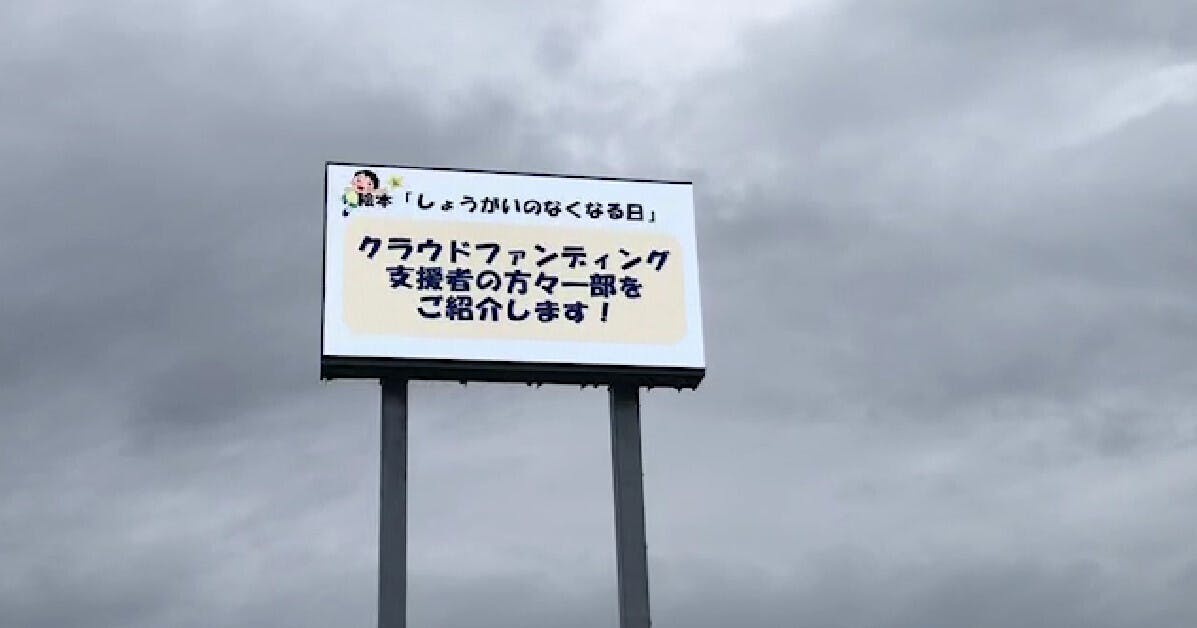 絵本「しょうがいのなくなる日」
クラウドファンディング
支援者の方々一部を
ご紹介します！